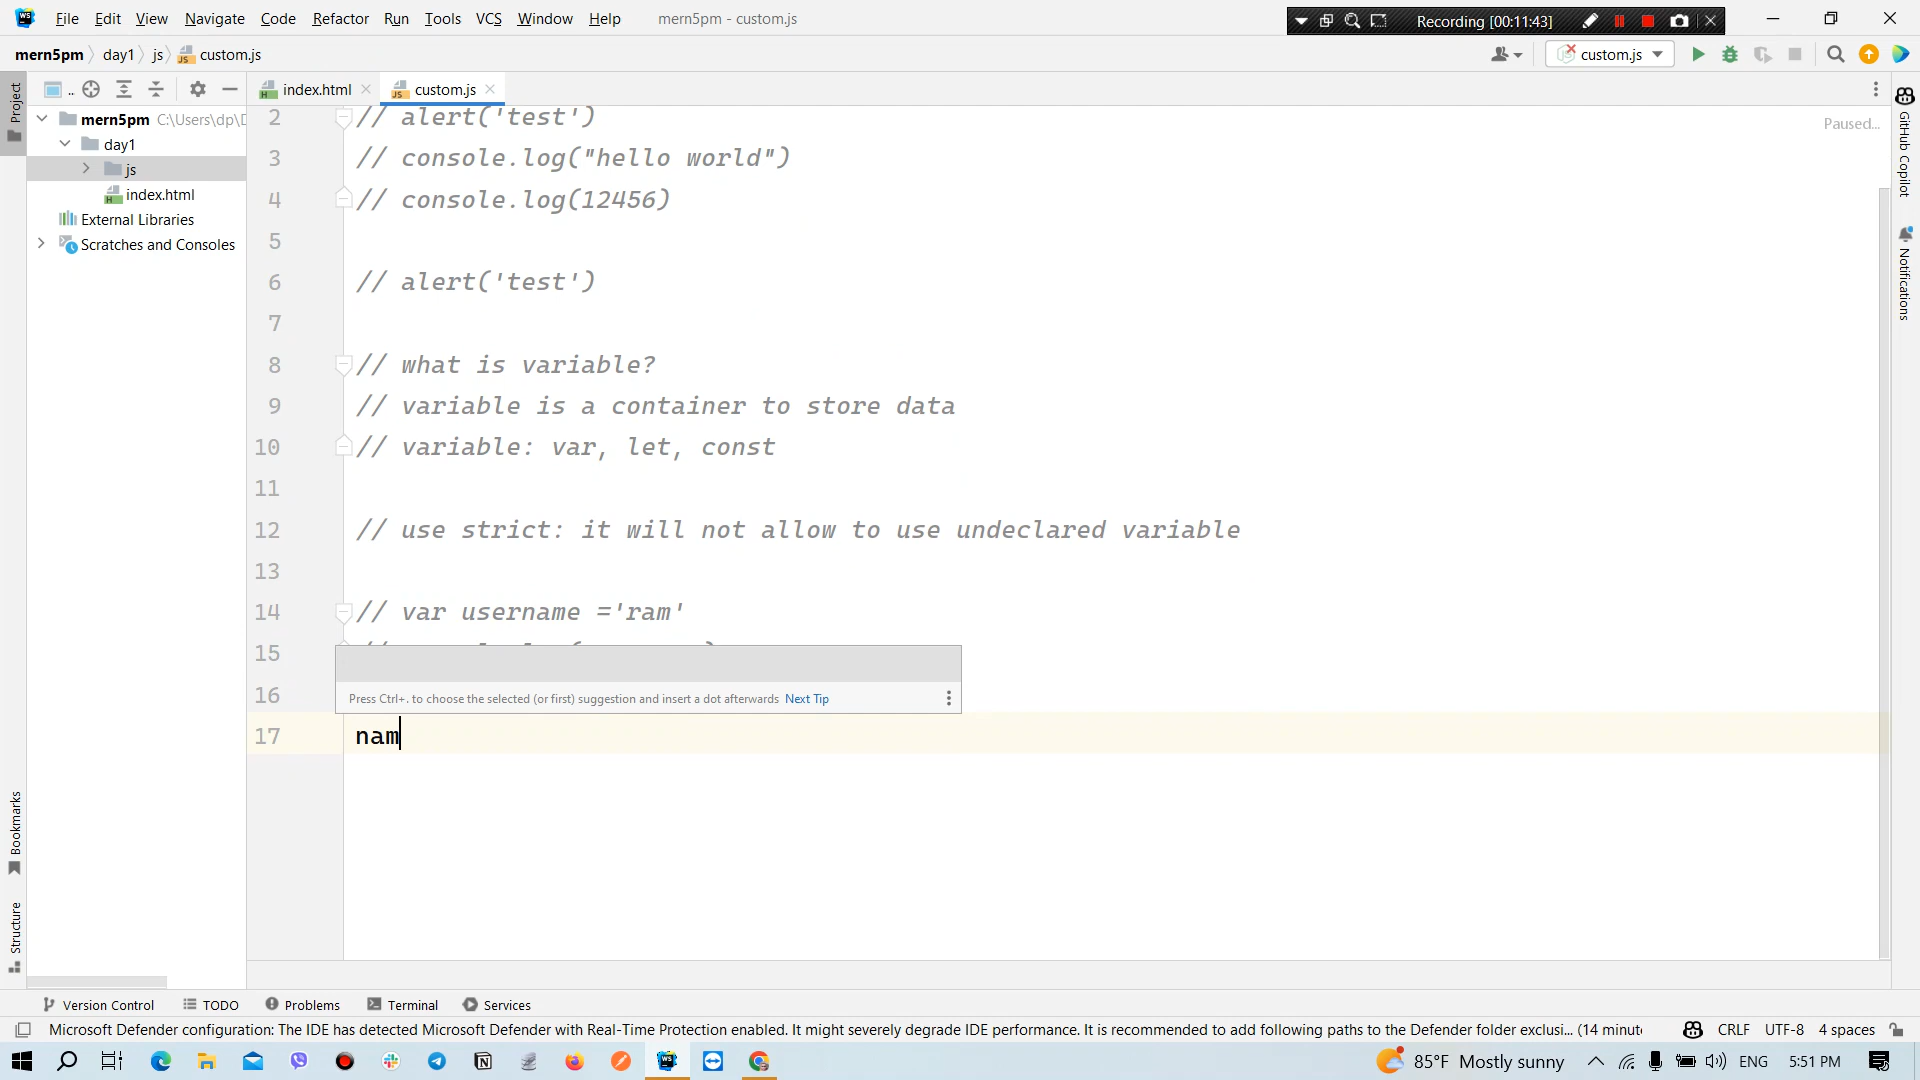 File Edit View Navigate Code Refactor Run Tools VCS Window Help mern5pm - custom.js
Recording [00:11:43]
mern5pm day1 js custom.js
custom.js
Project
index.html custom.js
mern5pm C:\Users\dp\D
day1
js
index.html
External Libraries
Scratches and Consoles
2 // alert('test')
3 // console.log("hello world")
4 // console.log(12456)
5
6 // alert('test')
7
8 // what is variable?
9 // variable is a container to store data
10 // variable: var, let, const
11
12 // use strict: it will not allow to use undeclared variable
13
14 // var username ='ram'
15
16
Press Ctrl+. to choose the selected (or first) suggestion and insert a dot afterwards Next Tip
17 nam
Paused...
GitHub Copilot
Notifications
Bookmarks
Structure
Version Control TODO Problems Terminal Services
Microsoft Defender configuration: The IDE has detected Microsoft Defender with Real-Time Protection enabled. It might severely degrade IDE performance. It is recommended to add following paths to the Defender folder exclusi... (14 minute
CRLF UTF-8 4 spaces
85°F Mostly sunny ENG 5:51 PM